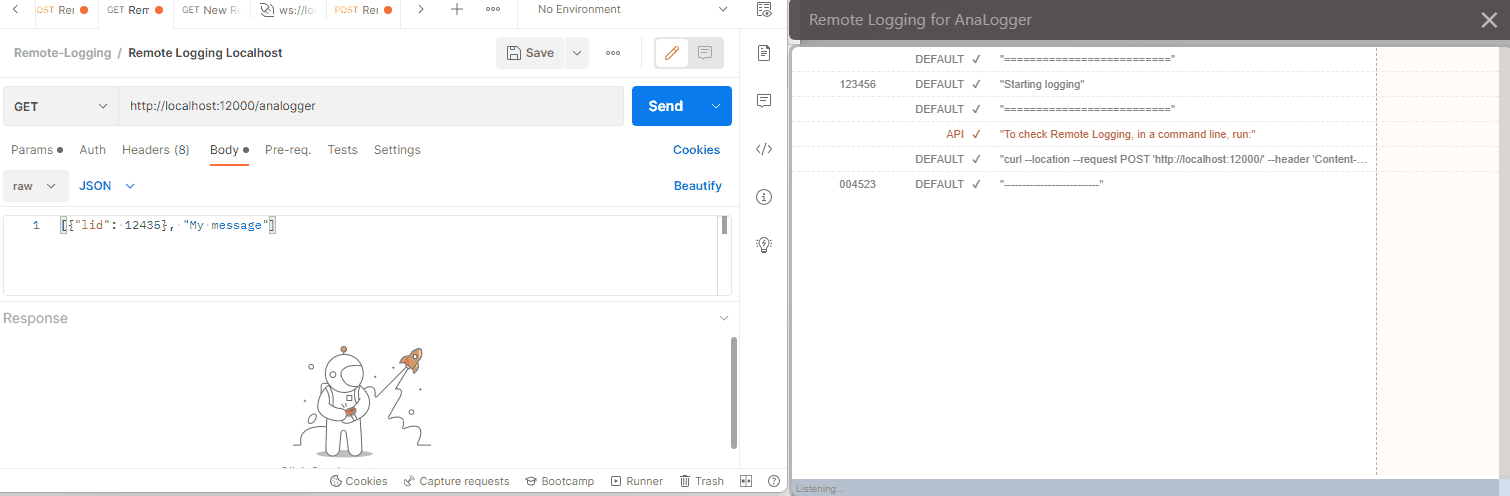 OST Rei GET Rem GET New Re ws://loc POST Rei No Environment
Remote-Logging / Remote Logging Localhost Save
GET http://localhost:12000/analogger Send
Params Auth Headers (8) Body Pre-req. Tests Settings Cookies
raw JSON Beautify
1 [{"lid": 12435}, "My message"]
Response
Cookies Capture requests Bootcamp Runner Trash
Remote Logging for AnaLogger
DEFAULT ✓ "=========================="
123456 DEFAULT ✓ "Starting logging"
DEFAULT ✓ "=========================="
API ✓ "To check Remote Logging, in a command line, run:"
DEFAULT "curl --location --request POST 'http://localhost:12000/' --header 'Content-...
004523 DEFAULT ✓ "--------------------------"
Listening...